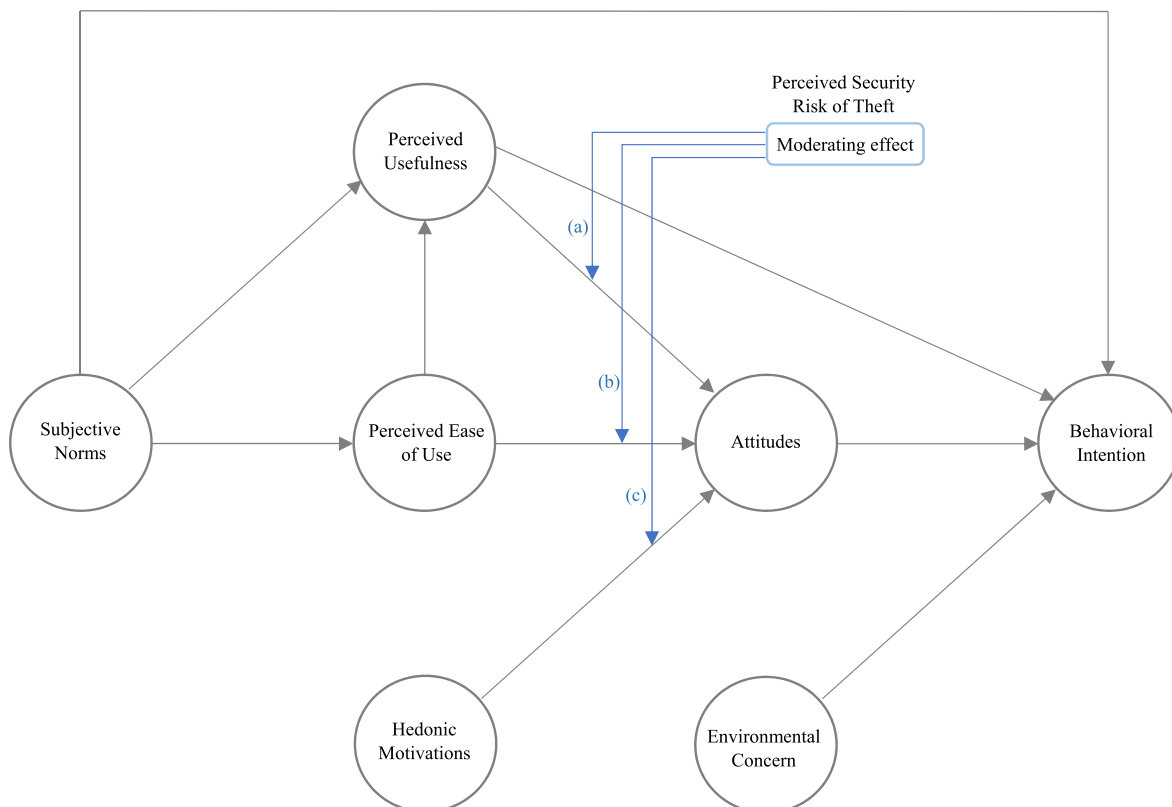 Perceived Security
Risk of Theft
Moderating effect
Perceived
Usefulness
(a)
(b)
Subjective
Norms
Perceived Ease
of Use
Attitudes
Behavioral
Intention
(c)
Hedonic
Motivations
Environmental
Concern